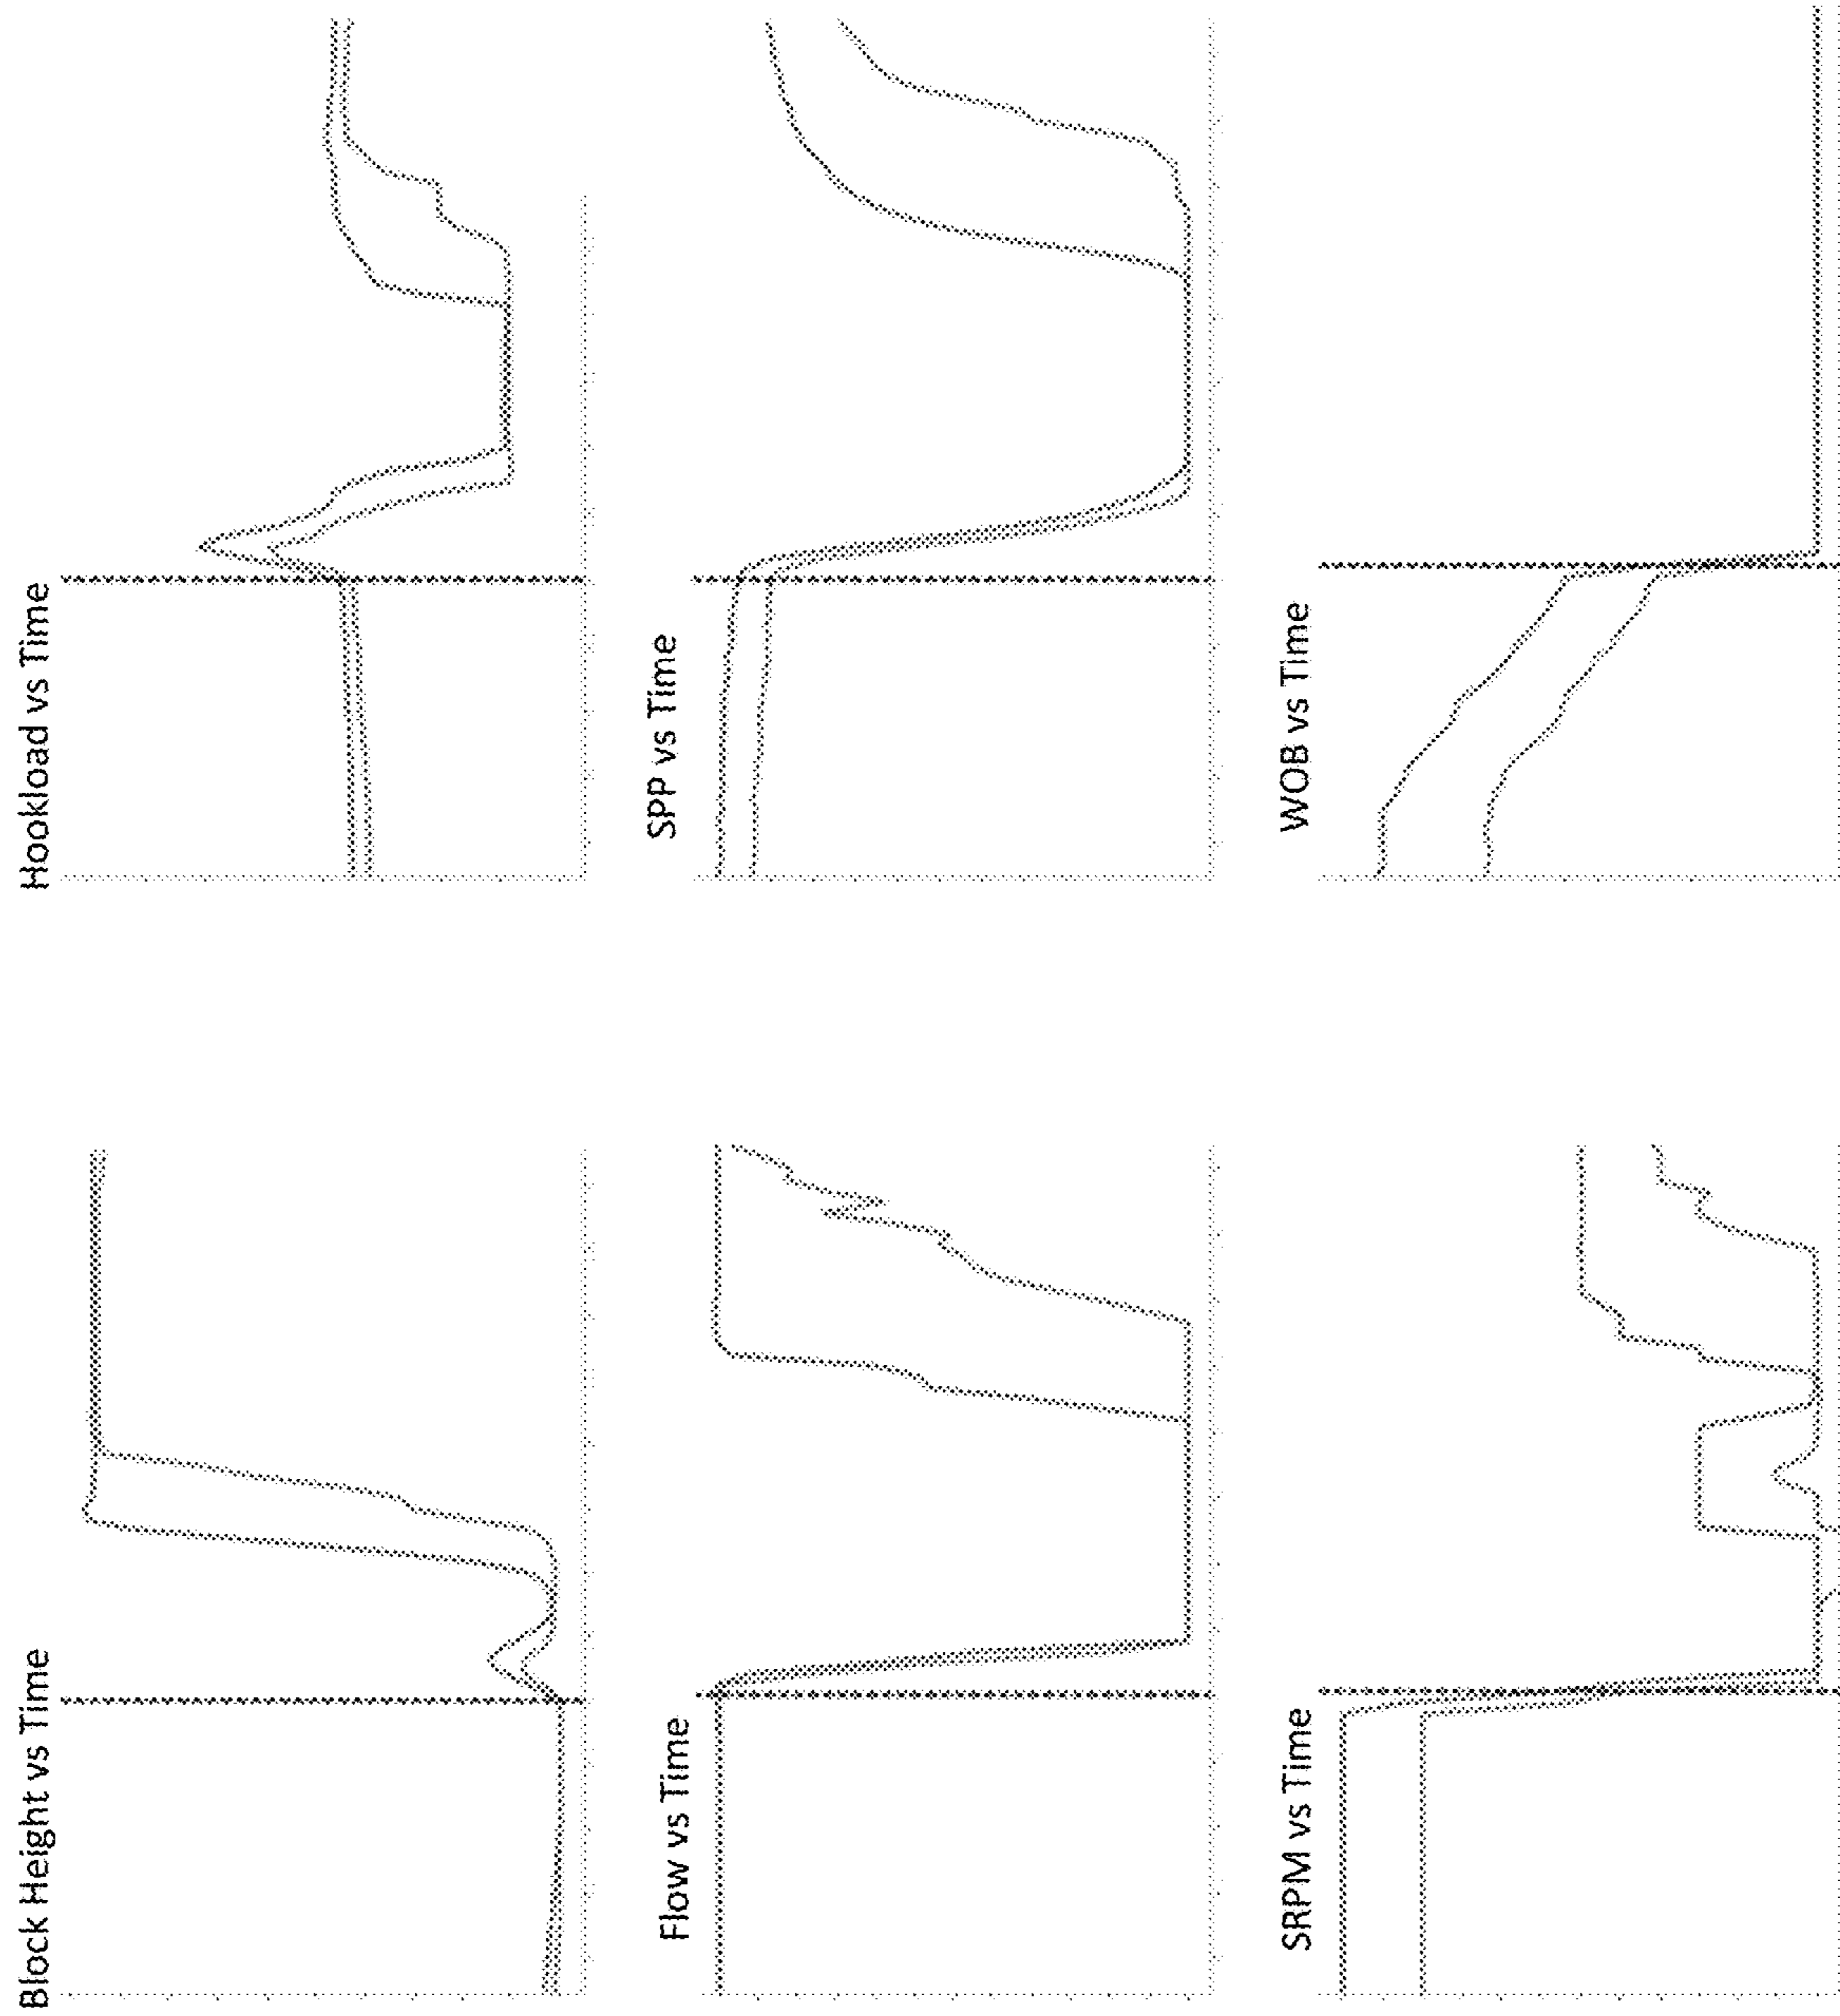 Block Height vs Time
Hookload vs Time
Flow vs Time
SPP vs Time
SRPM vs Time
WOB vs Time